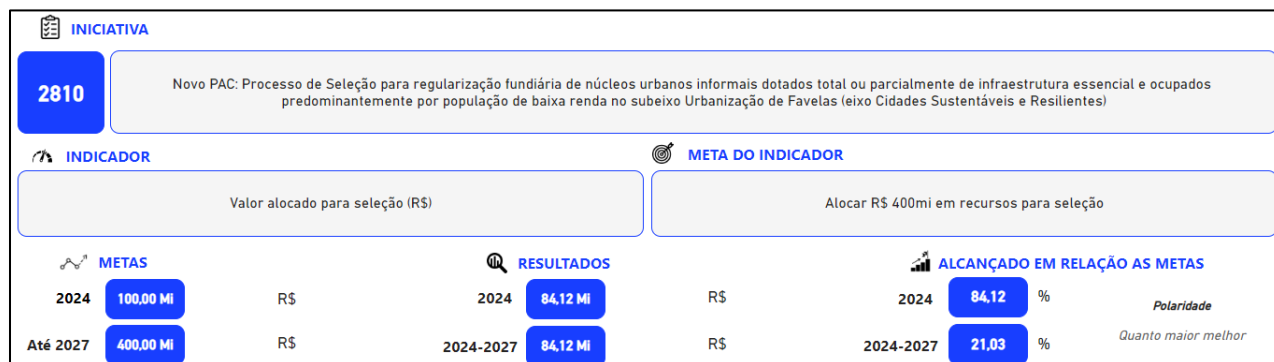 INICIATIVA
2810
Novo PAC: Processo de Seleção para regularização fundiária de núcleos urbanos informais dotados total ou parcialmente de infraestrutura essencial e ocupados
predominantemente por população de baixa renda no subeixo Urbanização de Favelas (eixo Cidades Sustentáveis e Resilientes)
INDICADOR
META DO INDICADOR
Valor alocado para seleção (R$)
Alocar R$ 400mi em recursos para seleção
METAS
RESULTADOS
ALCANÇADO EM RELAÇÃO AS METAS
2024 100,00 Mi R$ 2024 84,12 Mi R$ 2024 84,12 % Polaridade
Até 2027 400,00 Mi R$ 2024-2027 84,12 Mi R$ 2024-2027 21,03 % Quanto maior melhor